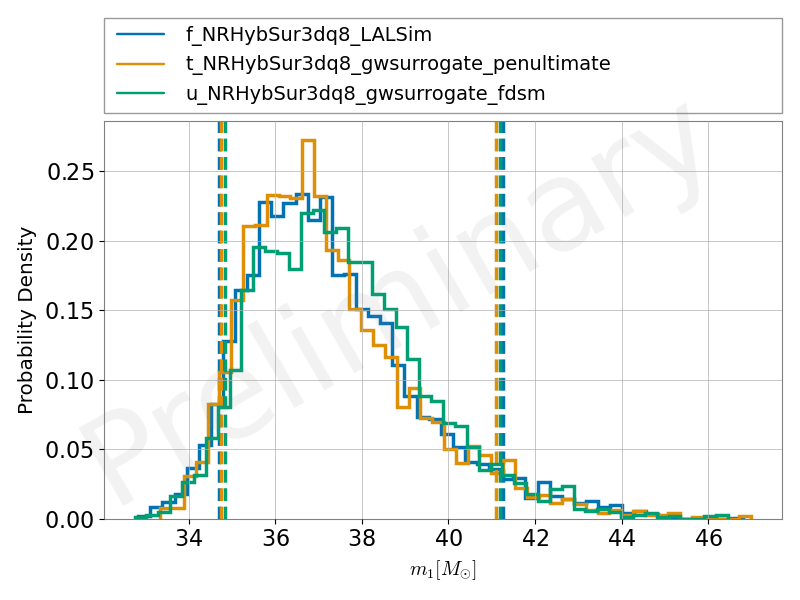 f_NRHybSur3dq8_LALSim
t_NRHybSur3dq8_gwsurrogate_penultimate
u_NRHybSur3dq8_gwsurrogate_fdsm
Preliminary
Probability Density
0.25
0.20
0.15
0.10
0.05
0.00
34 36 38 40 42 44 46
m₁[M⊙]